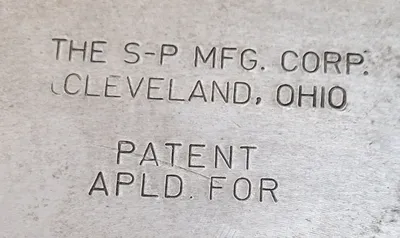 THE S-P MFG. CORP.
CLEVELAND, OHIO
PATENT
APLD. FOR